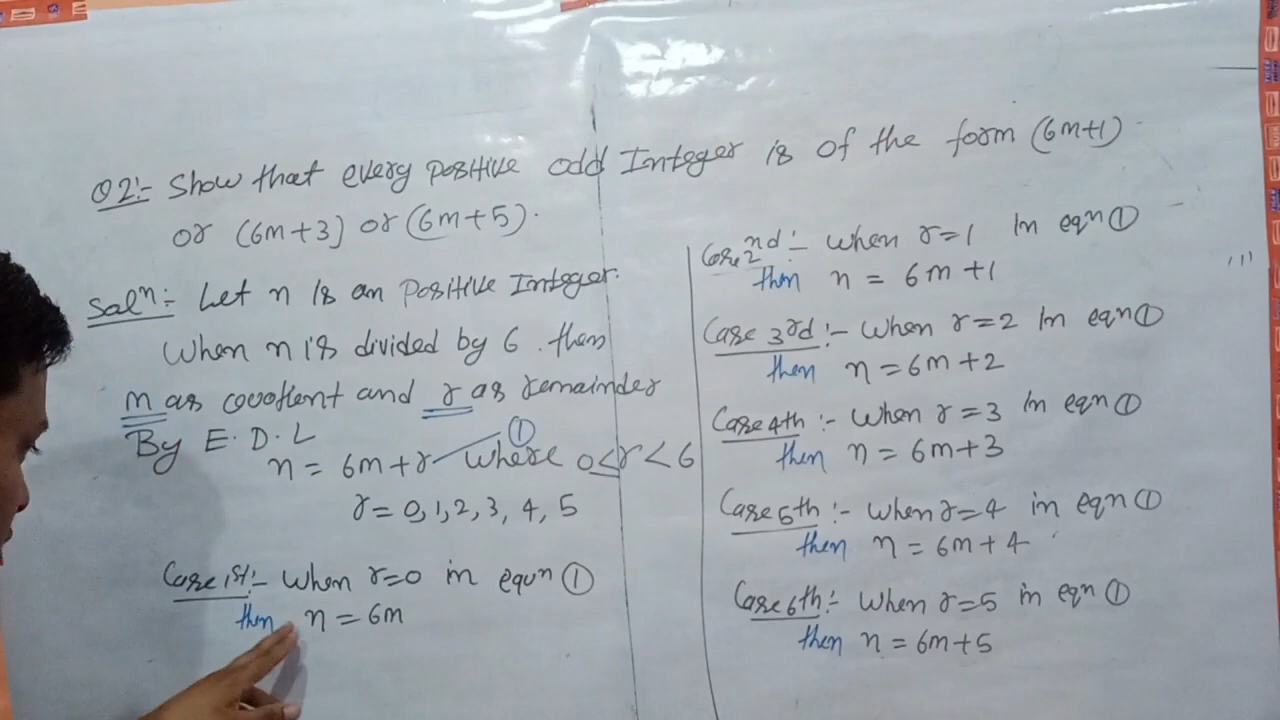 Q2:- Show that every positive odd Integer is of the form (6m+1)
or (6m+3) or (6m+5).
Solⁿ:- Let n is an Positive Integer.
When n is divided by 6. then
m as quotient and r as remainder
By E.D.L
n = 6m+r ① where 0≤r<6
r = 0,1,2,3,4,5
Case 1st:- When r=0 in equn ①
then n = 6m
Case 2nd:- When r=1 In eqn ①
then n = 6m+1
Case 3rd:- When r=2 In eqn ①
then n = 6m+2
Case 4th:- When r=3 In eqn ①
then n = 6m+3
Case 5th:- When r=4 in eqn ①
then n = 6m+4
Case 6th:- When r=5 in eqn ①
then n = 6m+5